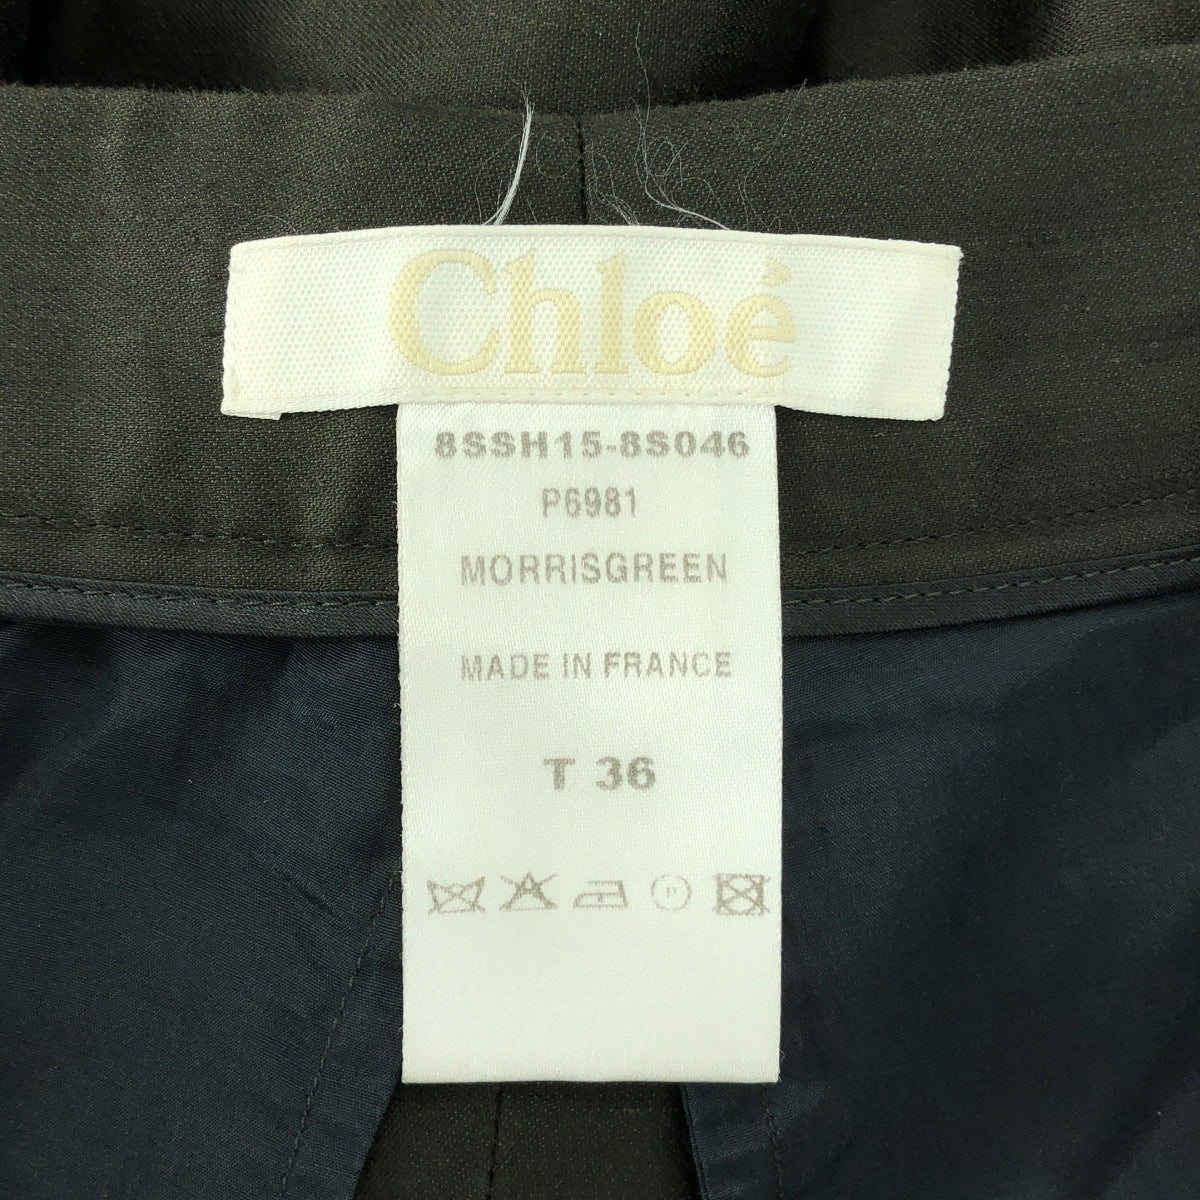 Chloé
8SSH15-8S046
P6981
MORRISGREEN
MADE IN FRANCE
T 36